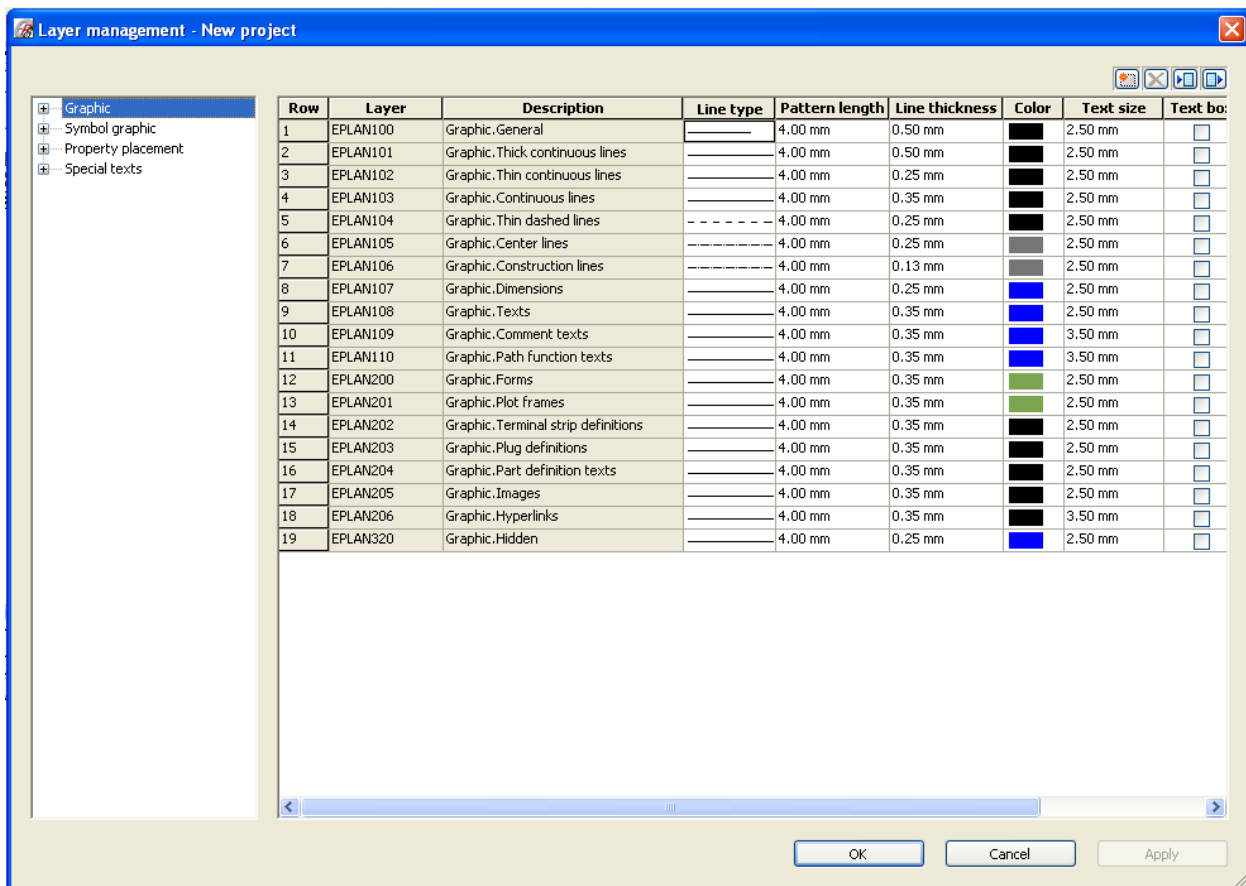 Layer management - New project
Graphic
Symbol graphic
Property placement
Special texts
Row Layer Description Line type Pattern length Line thickness Color Text size Text bo
1 EPLAN100 Graphic.General 4.00 mm 0.50 mm 2.50 mm
2 EPLAN101 Graphic.Thick continuous lines 4.00 mm 0.50 mm 2.50 mm
3 EPLAN102 Graphic.Thin continuous lines 4.00 mm 0.25 mm 2.50 mm
4 EPLAN103 Graphic.Continuous lines 4.00 mm 0.35 mm 2.50 mm
5 EPLAN104 Graphic.Thin dashed lines 4.00 mm 0.25 mm 2.50 mm
6 EPLAN105 Graphic.Center lines 4.00 mm 0.25 mm 2.50 mm
7 EPLAN106 Graphic.Construction lines 4.00 mm 0.13 mm 2.50 mm
8 EPLAN107 Graphic.Dimensions 4.00 mm 0.25 mm 2.50 mm
9 EPLAN108 Graphic.Texts 4.00 mm 0.35 mm 2.50 mm
10 EPLAN109 Graphic.Comment texts 4.00 mm 0.35 mm 3.50 mm
11 EPLAN110 Graphic.Path function texts 4.00 mm 0.35 mm 3.50 mm
12 EPLAN200 Graphic.Forms 4.00 mm 0.35 mm 2.50 mm
13 EPLAN201 Graphic.Plot frames 4.00 mm 0.35 mm 2.50 mm
14 EPLAN202 Graphic.Terminal strip definitions 4.00 mm 0.35 mm 2.50 mm
15 EPLAN203 Graphic.Plug definitions 4.00 mm 0.35 mm 2.50 mm
16 EPLAN204 Graphic.Part definition texts 4.00 mm 0.35 mm 2.50 mm
17 EPLAN205 Graphic.Images 4.00 mm 0.35 mm 2.50 mm
18 EPLAN206 Graphic.Hyperlinks 4.00 mm 0.35 mm 3.50 mm
19 EPLAN320 Graphic.Hidden 4.00 mm 0.25 mm 2.50 mm
OK Cancel Apply